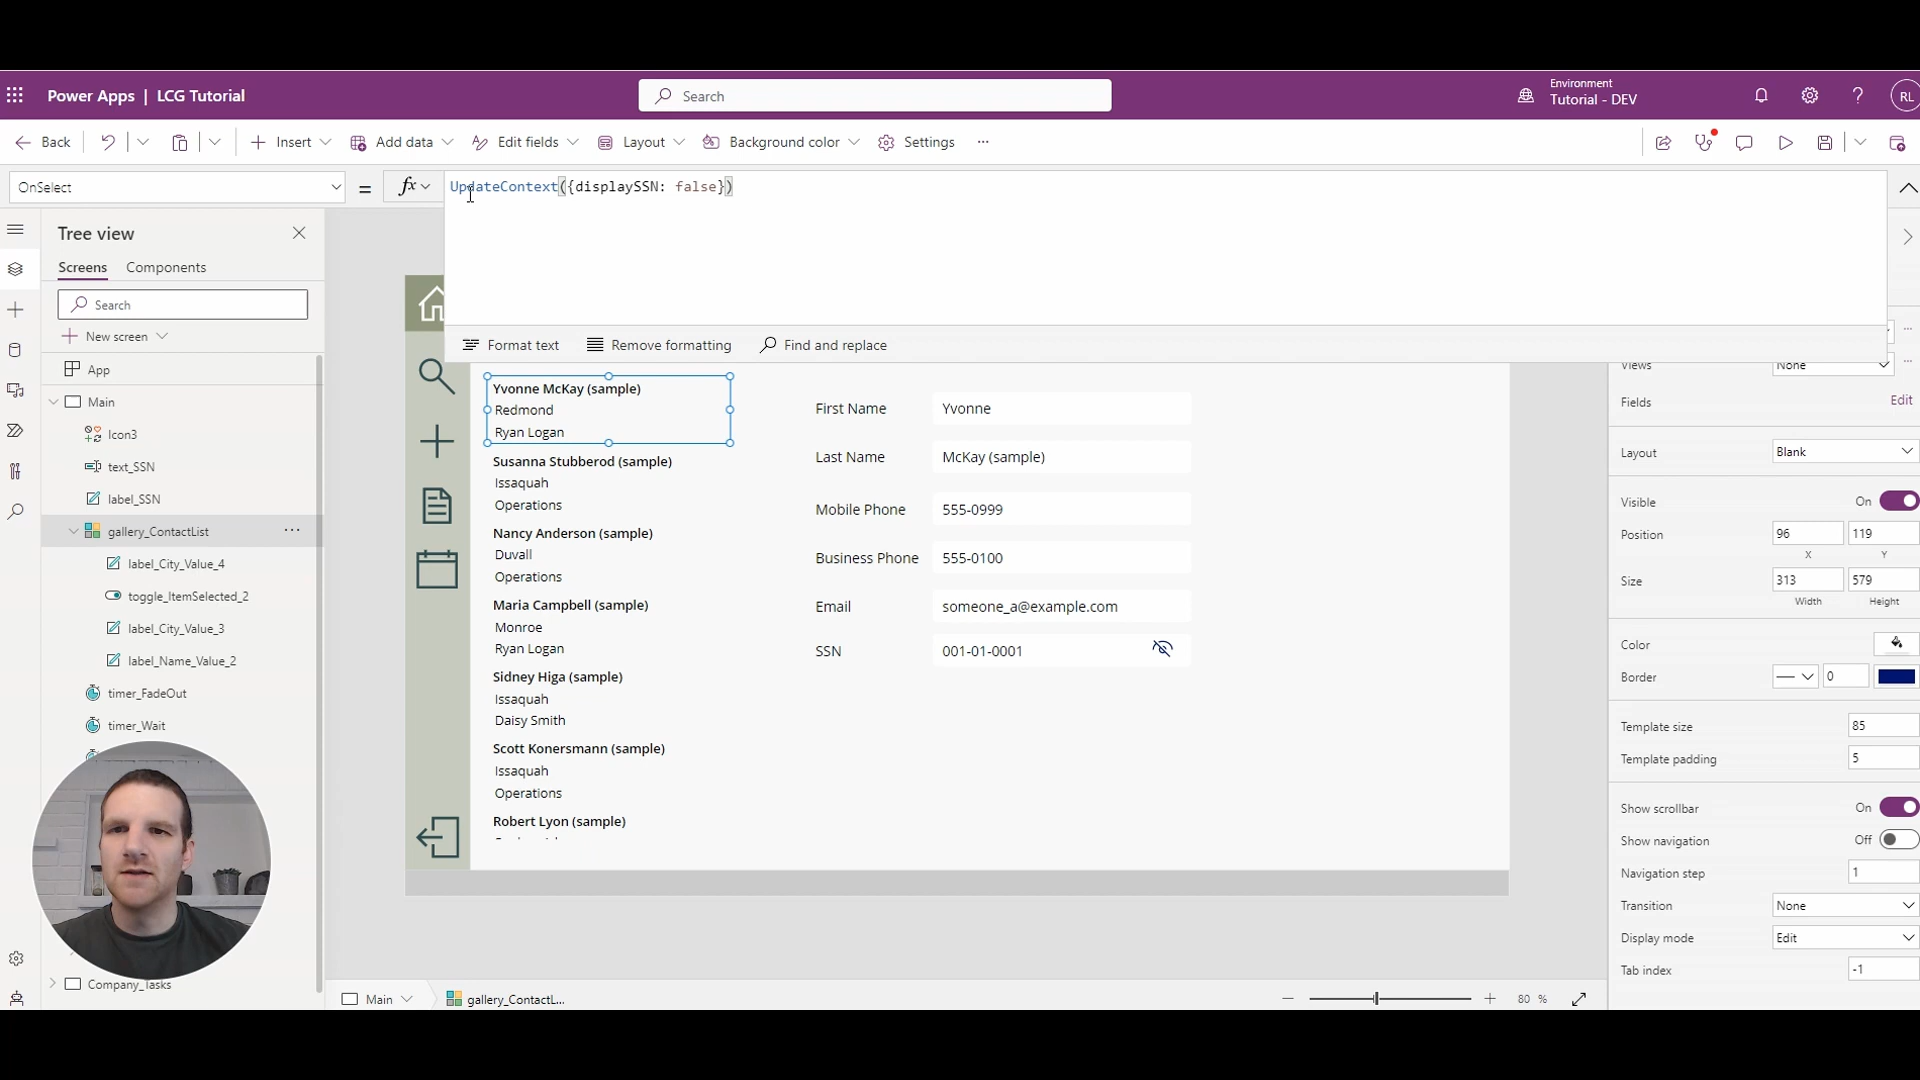 Power Apps | LCG Tutorial
Search
Environment
Tutorial - DEV
RL
Back
Insert
Add data
Edit fields
Layout
Background color
Settings
OnSelect
=
fx
UpdateContext({displaySSN: false})
Format text
Remove formatting
Find and replace
Tree view
Screens
Components
Search
New screen
App
Main
Icon3
text_SSN
label_SSN
gallery_ContactList
label_City_Value_4
toggle_ItemSelected_2
label_City_Value_3
label_Name_Value_2
timer_FadeOut
timer_Wait
Company_Tasks
Yvonne McKay (sample)
Redmond
Ryan Logan
Susanna Stubberod (sample)
Issaquah
Operations
Nancy Anderson (sample)
Duvall
Operations
Maria Campbell (sample)
Monroe
Ryan Logan
Sidney Higa (sample)
Issaquah
Daisy Smith
Scott Konersmann (sample)
Issaquah
Operations
Robert Lyon (sample)
First Name
Yvonne
Last Name
McKay (sample)
Mobile Phone
555-0999
Business Phone
555-0100
Email
someone_a@example.com
SSN
001-01-0001
Views
None
Fields
Edit
Layout
Blank
Visible
On
Position
96
119
X
Y
Size
313
579
Width
Height
Color
Border
0
Template size
85
Template padding
5
Show scrollbar
On
Show navigation
Off
Navigation step
1
Transition
None
Display mode
Edit
Tab index
-1
Main
gallery_ContactL...
80 %